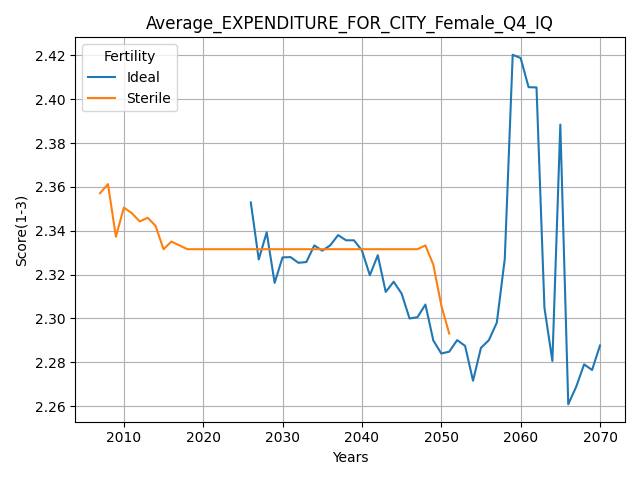 Average_EXPENDITURE_FOR_CITY_Female_Q4_IQ
Fertility
Ideal
Sterile
Score(1-3)
2.42
2.40
2.38
2.36
2.34
2.32
2.30
2.28
2.26
2010 2020 2030 2040 2050 2060 2070
Years